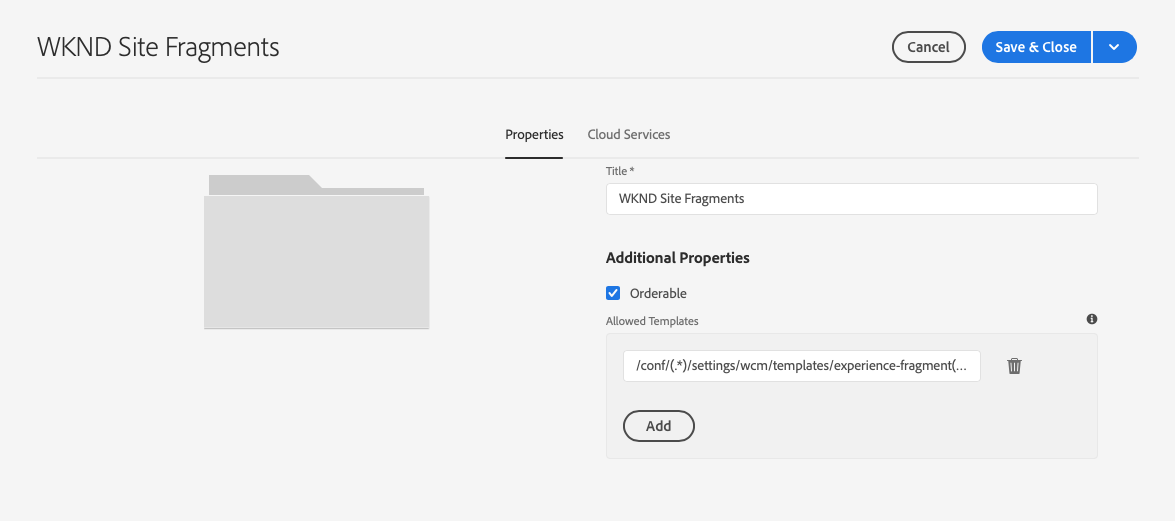 WKND Site Fragments
Cancel
Save & Close
Properties
Cloud Services
Title *
WKND Site Fragments
Additional Properties
Orderable
Allowed Templates
/conf/(.*)/settings/wcm/templates/experience-fragment(...
Add